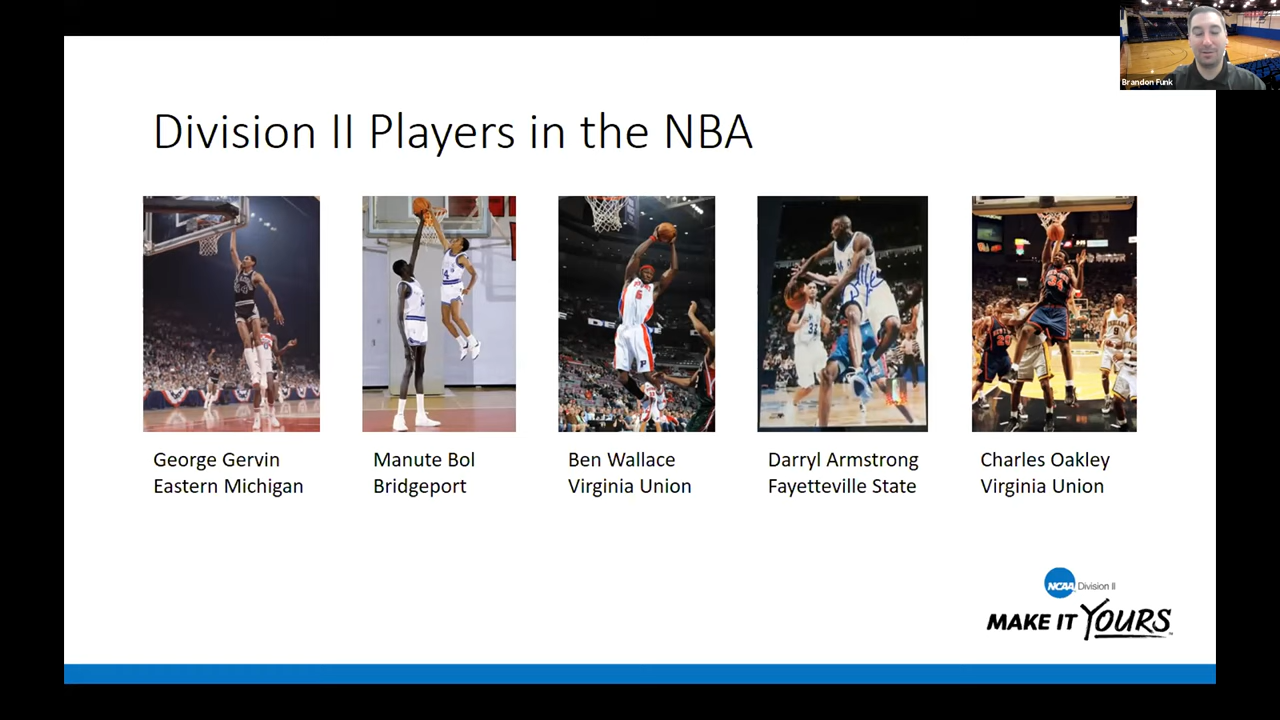 Brandon Funk
Division II Players in the NBA
George Gervin
Eastern Michigan
Manute Bol
Bridgeport
Ben Wallace
Virginia Union
Darryl Armstrong
Fayetteville State
Charles Oakley
Virginia Union
NCAA Division II
MAKE IT YOURS